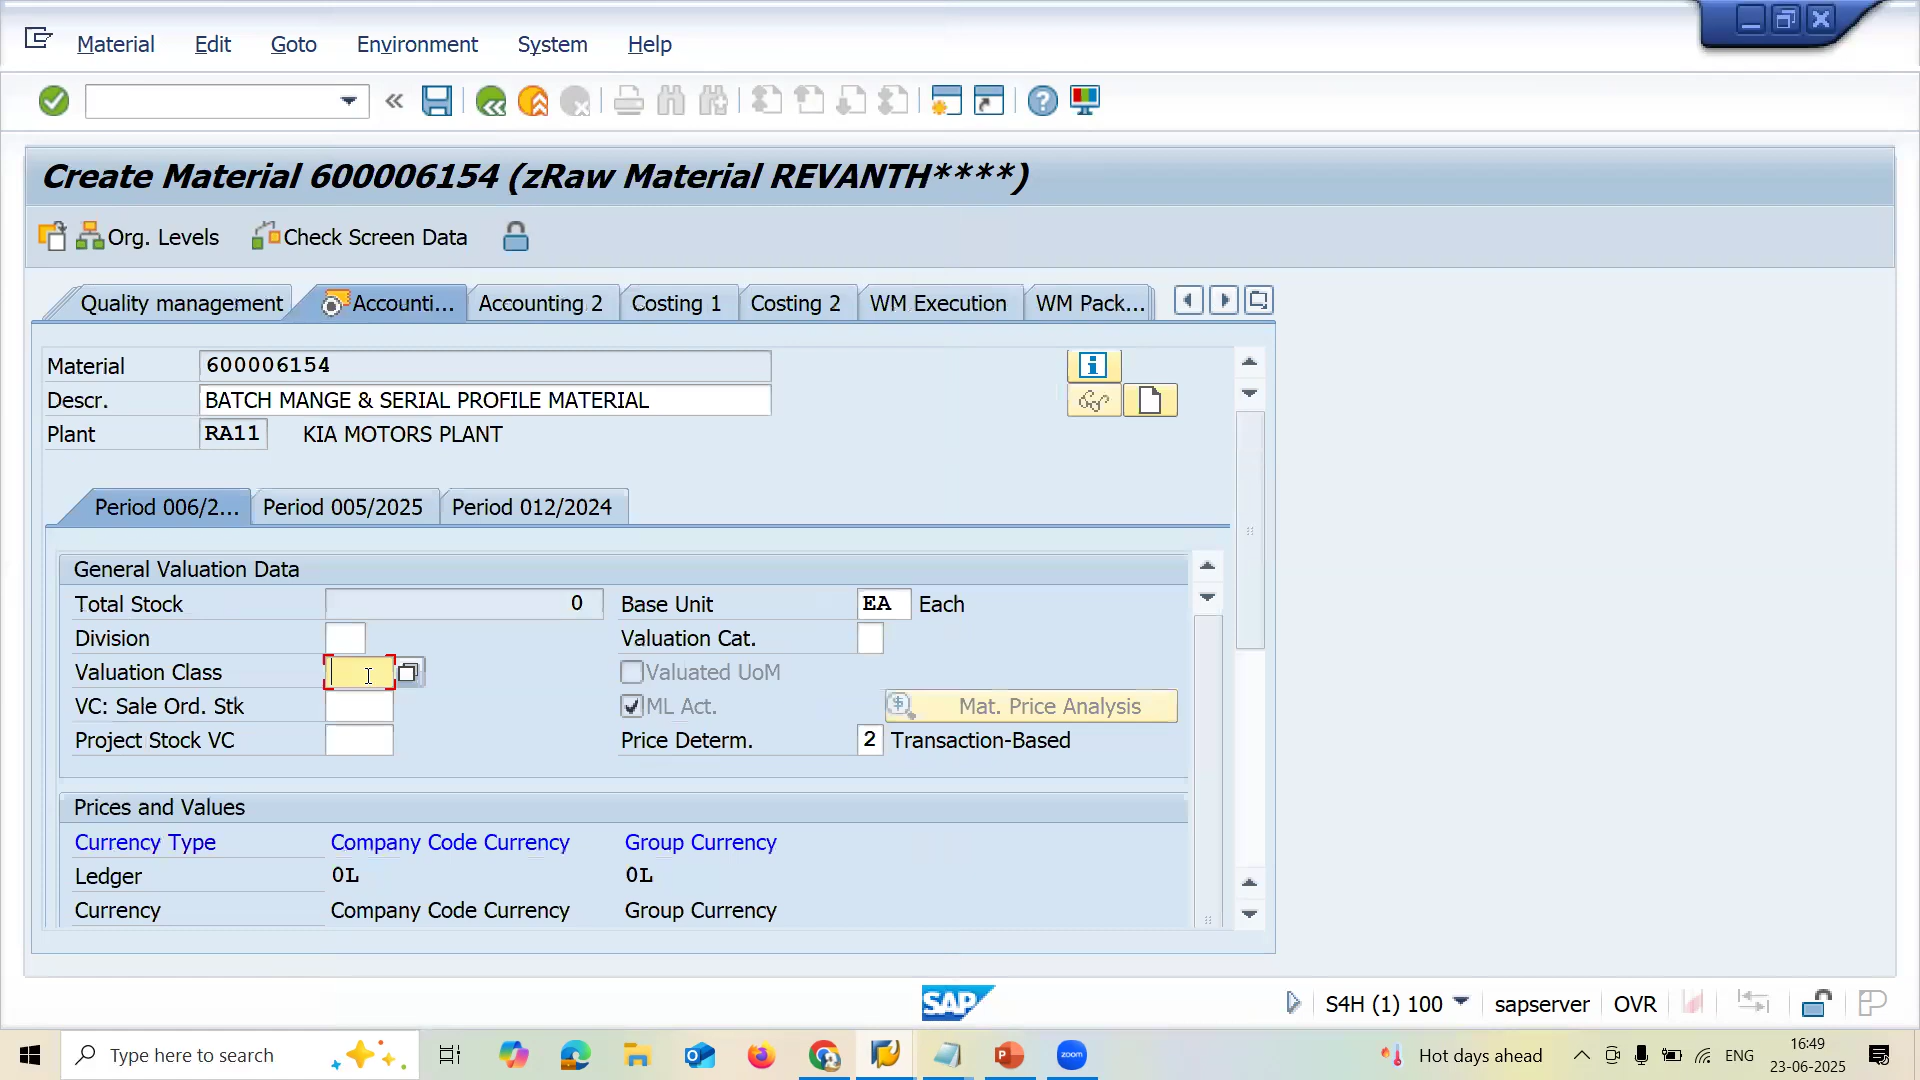 Material Edit Goto Environment System Help
Create Material 600006154 (zRaw Material REVANTH****)
Org. Levels Check Screen Data
Quality management Accounti... Accounting 2 Costing 1 Costing 2 WM Execution WM Pack...
Material 600006154
Descr. BATCH MANGE & SERIAL PROFILE MATERIAL
Plant RA11 KIA MOTORS PLANT
Period 006/2... Period 005/2025 Period 012/2024
General Valuation Data
Total Stock 0 Base Unit EA Each
Division Valuation Cat.
Valuation Class Valuated UoM
VC: Sale Ord. Stk ML Act. Mat. Price Analysis
Project Stock VC Price Determ. 2 Transaction-Based
Prices and Values
Currency Type Company Code Currency Group Currency
Ledger 0L 0L
Currency Company Code Currency Group Currency
SAP S4H (1) 100 sapserver OVR
Type here to search zoom Hot days ahead ENG 16:49
23-06-2025